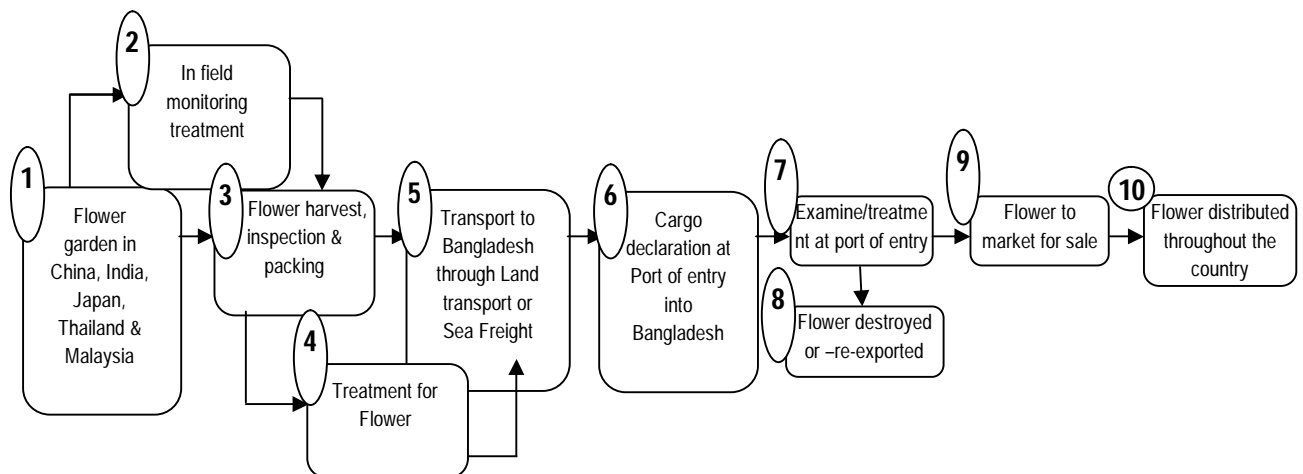 1
Flower
garden in
China, India,
Japan,
Thailand &
Malaysia
2
In field
monitoring
treatment
3
Flower harvest,
inspection &
packing
4
Treatment for
Flower
5
Transport to
Bangladesh
through Land
transport or
Sea Freight
6
Cargo
declaration at
Port of entry
into
Bangladesh
7
Examine/treatme
nt at port of entry
8
Flower destroyed
or –re-exported
9
Flower to
market for sale
10
Flower distributed
throughout the
country